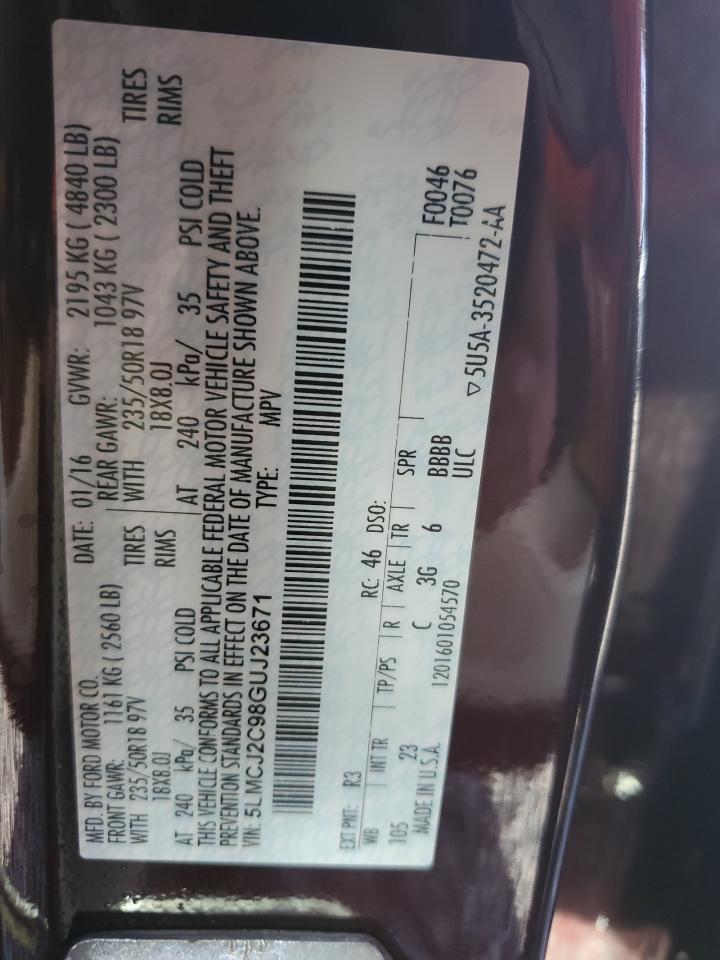 MFD. BY FORD MOTOR CO. DATE: 01/16 GVWR: 2195 KG ( 4840 LB)
FRONT GAWR: 1161 KG ( 2560 LB) REAR GAWR: 1043 KG ( 2300 LB)
WITH 235/50R18 97V TIRES WITH 235/50R18 97V TIRES
18X8.0J RIMS 18X8.0J RIMS
AT 240 kPa/ 35 PSI COLD AT 240 kPa/ 35 PSI COLD
THIS VEHICLE CONFORMS TO ALL APPLICABLE FEDERAL MOTOR VEHICLE SAFETY AND THEFT
PREVENTION STANDARDS IN EFFECT ON THE DATE OF MANUFACTURE SHOWN ABOVE.
VIN: 5LMCJ2C98GUJ23671 TYPE: MPV
EXT PNT: R3 RC: 46 DSO: F0046
T0076
WB INT TR TP/PS R AXLE TR SPR
105 23 C 3G 6 BBBB
ULC
MADE IN U.S.A. 1201601054570 ▽5U5A-3520472-AA